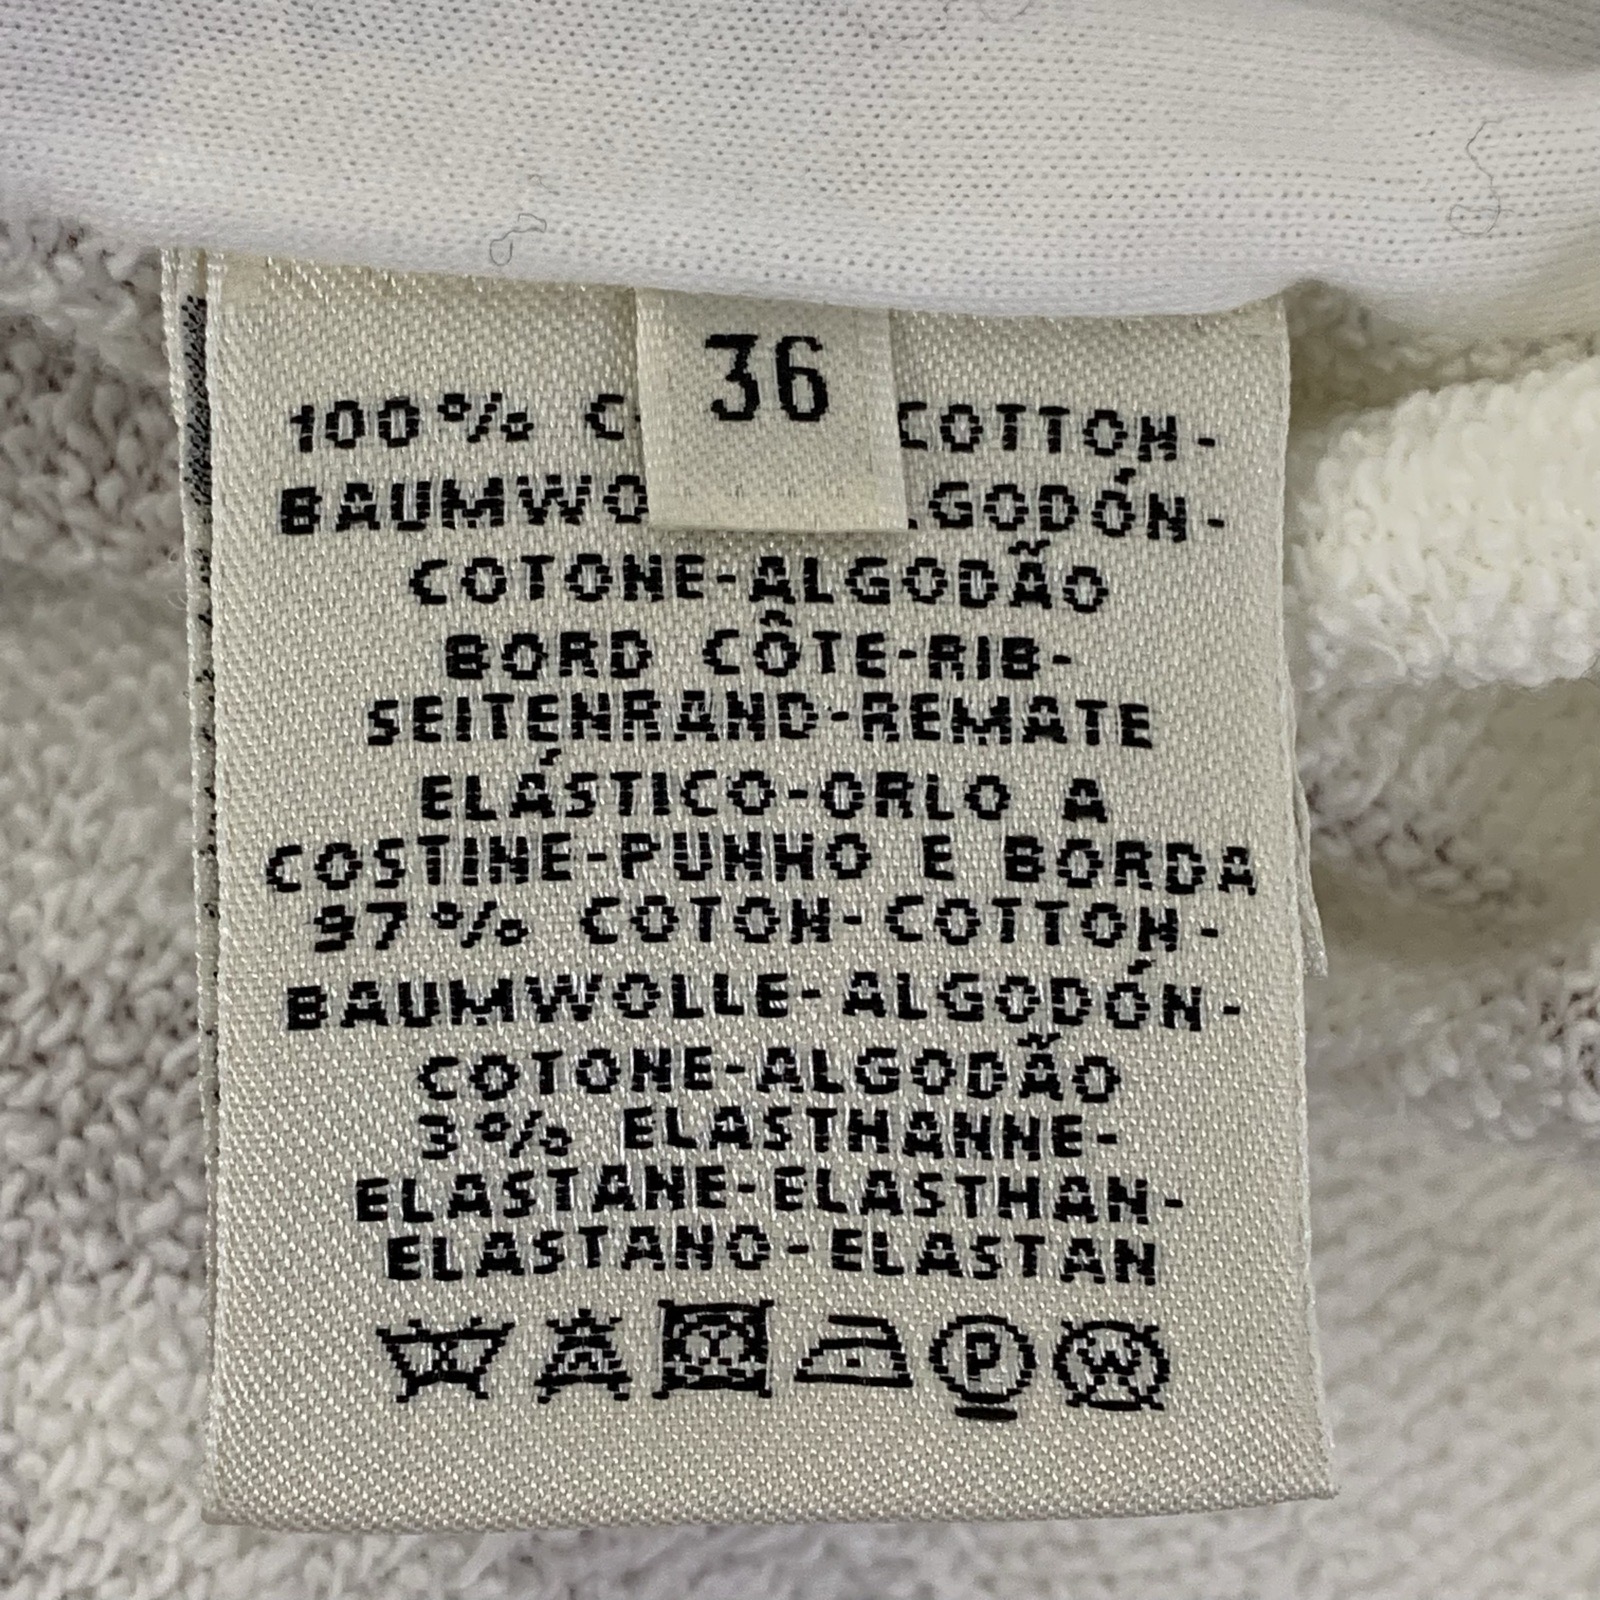 36
100% COTTON-
BAUMWO GODÓN-
COTONE-ALGODÃO
BORD CÔTE-RIB-
SEITENRAND-REMATE
ELÁSTICO-ORLO A
COSTINE-PUNHO E BORDA
97% COTON-COTTON-
BAUMWOLLE-ALGODÓN-
COTONE-ALGODÃO
3% ELASTHANNE-
ELASTANE-ELASTHAN-
ELASTANO-ELASTAN
P W